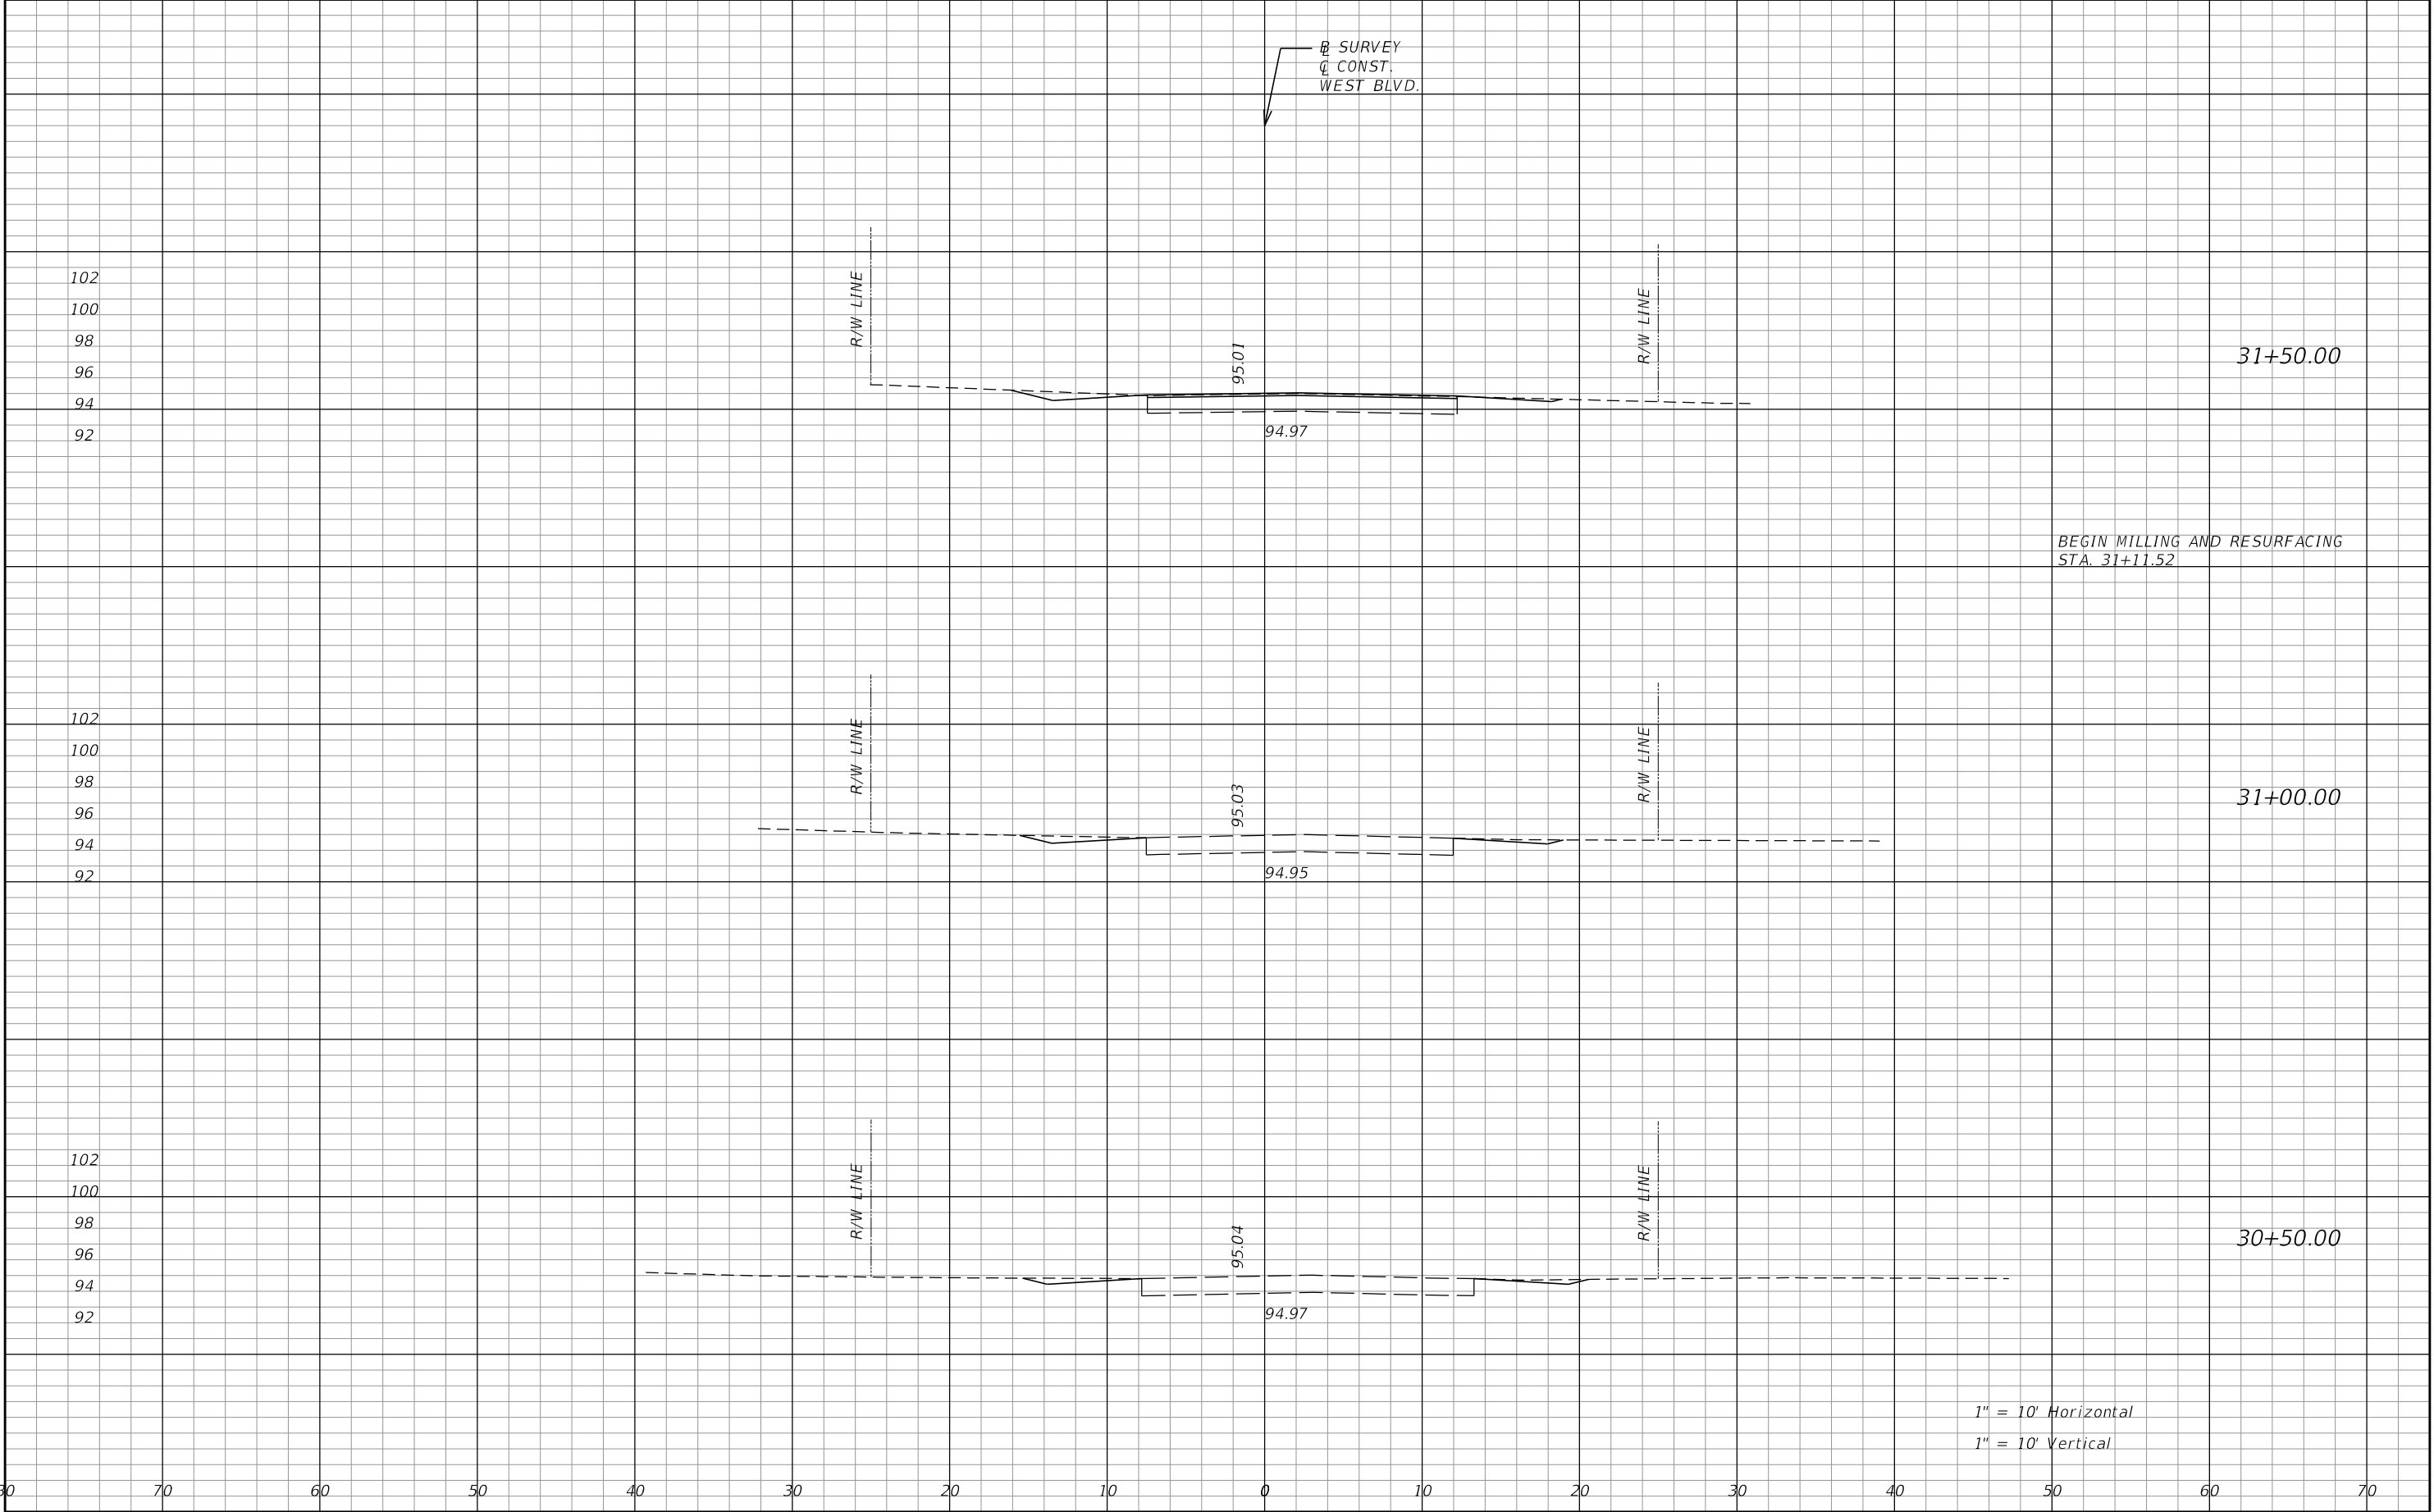 ℄ SURVEY
℄ CONST.
WEST BLVD.
102
100
98
96
94
92
R/W LINE
95.01
94.97
R/W LINE
31+50.00
BEGIN MILLING AND RESURFACING
STA. 31+11.52
102
100
98
96
94
92
R/W LINE
95.03
94.95
R/W LINE
31+00.00
102
100
98
96
94
92
R/W LINE
95.04
94.97
R/W LINE
30+50.00
1" = 10' Horizontal
1" = 10' Vertical
80 70 60 50 40 30 20 10 0 10 20 30 40 50 60 70